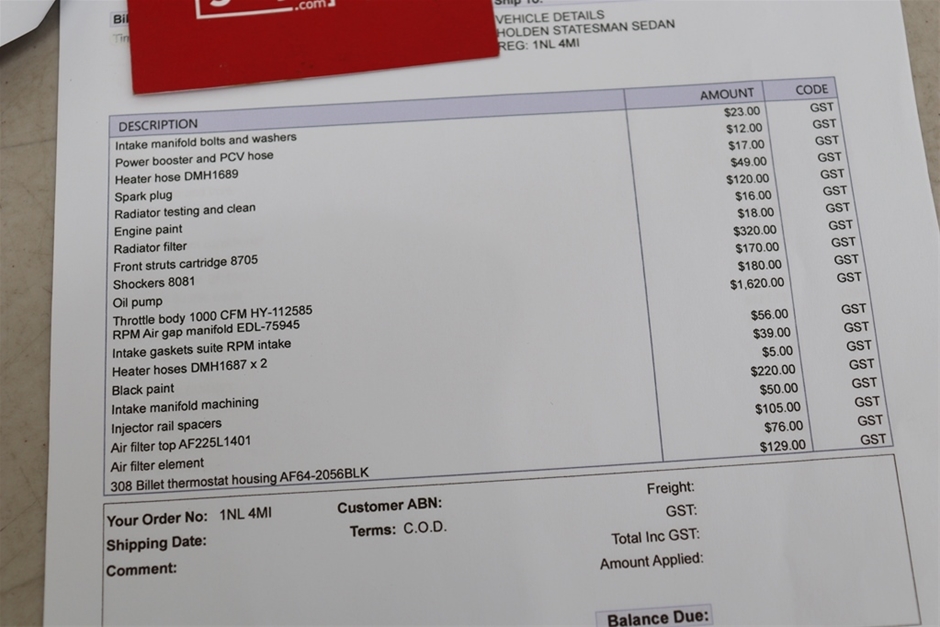 .com
Bil
Ship To:
VEHICLE DETAILS
HOLDEN STATESMAN SEDAN
REG: 1NL 4MI
DESCRIPTION AMOUNT CODE
Intake manifold bolts and washers $23.00 GST
Power booster and PCV hose $12.00 GST
Heater hose DMH1689 $17.00 GST
Spark plug $49.00 GST
Radiator testing and clean $120.00 GST
Engine paint $16.00 GST
Radiator filter $18.00 GST
Front struts cartridge 8705 $320.00 GST
Shockers 8081 $170.00 GST
Oil pump $180.00 GST
Throttle body 1000 CFM HY-112585 $1,620.00 GST
RPM Air gap manifold EDL-75945
Intake gaskets suite RPM intake $56.00 GST
Heater hoses DMH1687 x 2 $39.00 GST
Black paint $5.00 GST
Intake manifold machining $220.00 GST
Injector rail spacers $50.00 GST
Air filter top AF225L1401 $105.00 GST
Air filter element $76.00 GST
308 Billet thermostat housing AF64-2056BLK $129.00 GST
Your Order No: 1NL 4MI Customer ABN: Freight:
Shipping Date: Terms: C.O.D. GST:
Comment: Total Inc GST:
Amount Applied:
Balance Due: